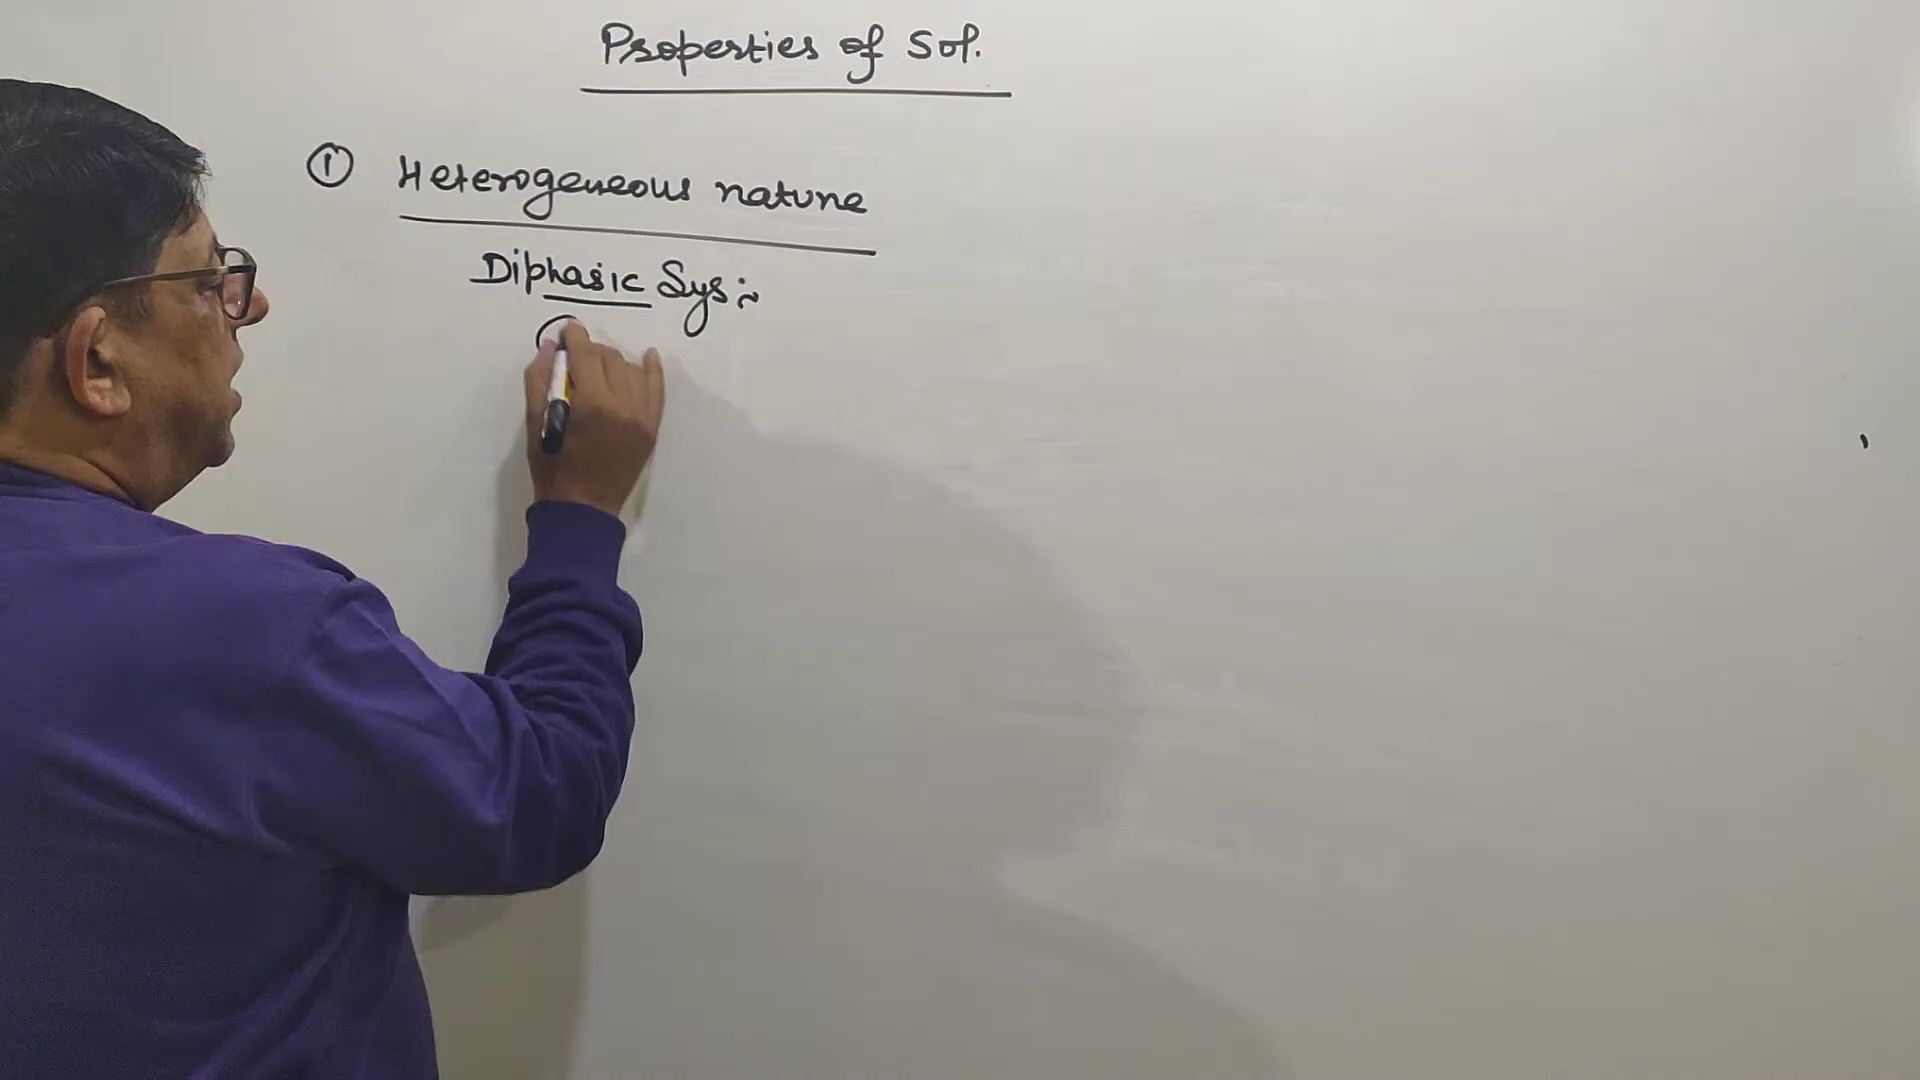 Properties of Sol.
① Heterogeneous nature
Diphasic Sys :~